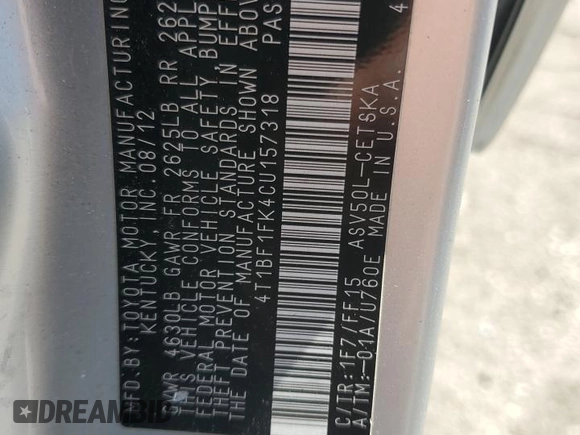 MFD. BY: TOYOTA MOTOR MANUFACTURING
KENTUCKY, INC. 08/12
GVWR 4630LB GAWR FR 2625LB RR 262
THIS VEHICLE CONFORMS TO ALL APPL
FEDERAL MOTOR VEHICLE SAFETY, BUMP
THEFT PREVENTION STANDARDS IN EFFE
THE DATE OF MANUFACTURE SHOWN ABOV
4T1BF1FK4CU157318 PAS
C/TR:1F7/FF15 ASV50L-CETSKA
A/TM:-01A/U760E MADE IN U.S.A.
4
DREAMBID